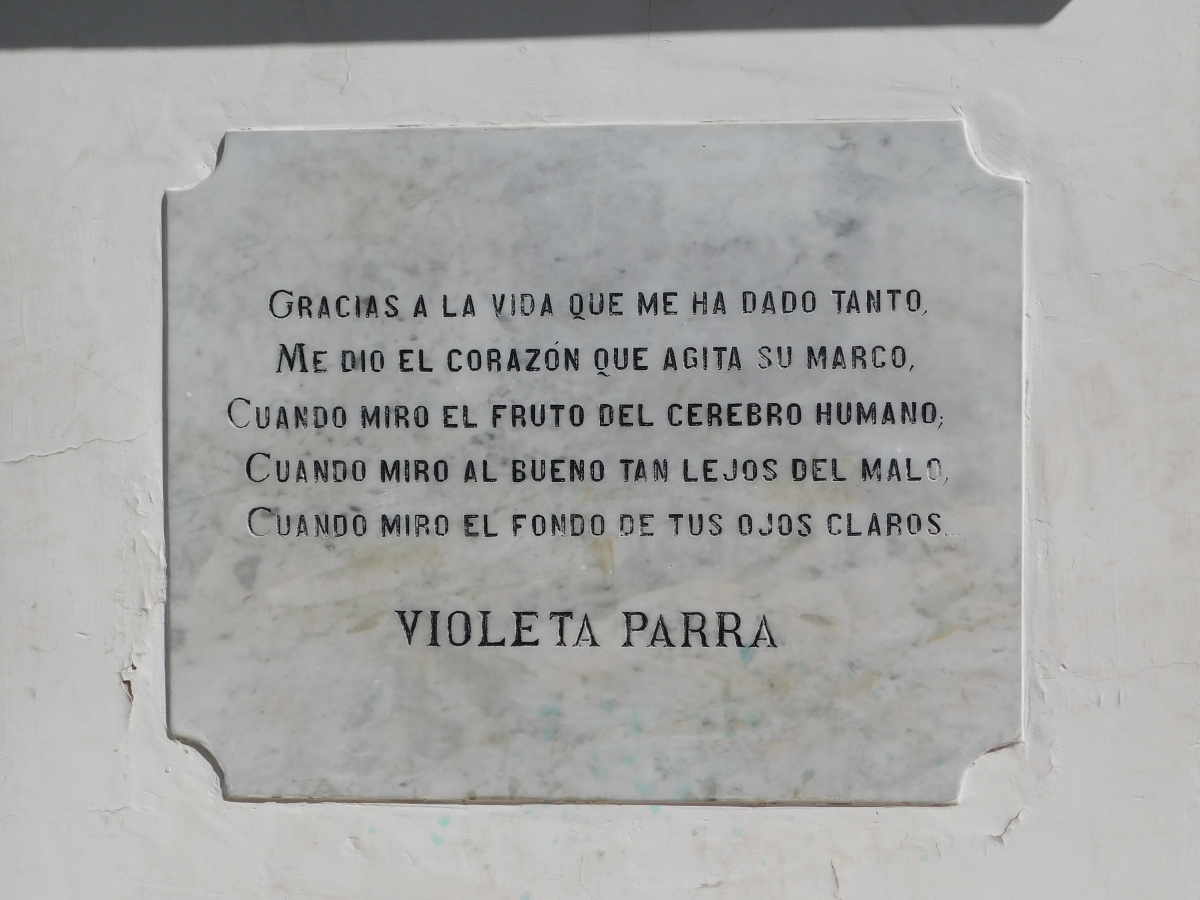 GRACIAS A LA VIDA QUE ME HA DADO TANTO,
ME DIO EL CORAZÓN QUE AGITA SU MARCO,
CUANDO MIRO EL FRUTO DEL CEREBRO HUMANO;
CUANDO MIRO AL BUENO TAN LEJOS DEL MALO,
CUANDO MIRO EL FONDO DE TUS OJOS CLAROS...
VIOLETA PARRA